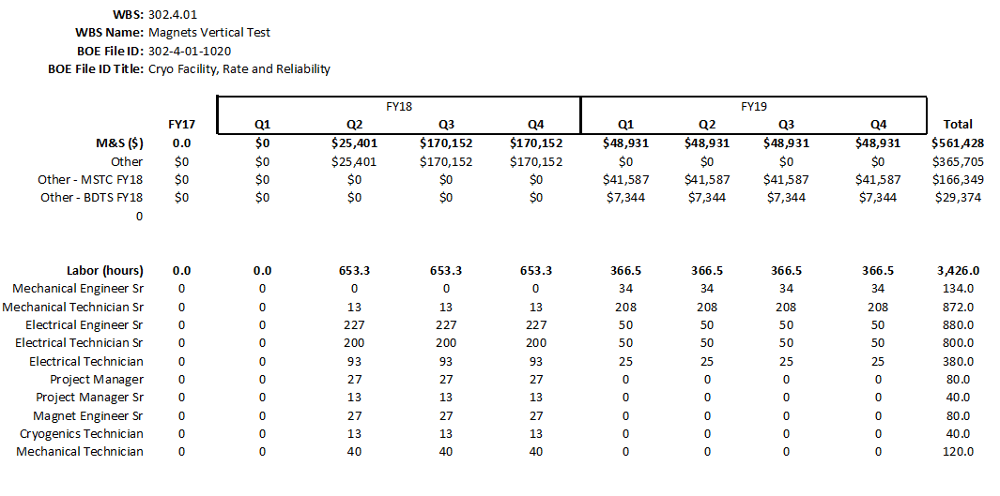 WBS: 302.4.01
WBS Name: Magnets Vertical Test
BOE File ID: 302-4-01-1020
BOE File ID Title: Cryo Facility, Rate and Reliability
FY18 FY19
FY17 Q1 Q2 Q3 Q4 Q1 Q2 Q3 Q4 Total
M&S ($) 0.0 $0 $25,401 $170,152 $170,152 $48,931 $48,931 $48,931 $48,931 $561,428
Other $0 $0 $25,401 $170,152 $170,152 $0 $0 $0 $0 $365,705
Other - MSTC FY18 $0 $0 $0 $0 $0 $41,587 $41,587 $41,587 $41,587 $166,349
Other - BDTS FY18 $0 $0 $0 $0 $0 $7,344 $7,344 $7,344 $7,344 $29,374
0
Labor (hours) 0.0 0.0 653.3 653.3 653.3 366.5 366.5 366.5 366.5 3,426.0
Mechanical Engineer Sr 0 0 0 0 0 34 34 34 34 134.0
Mechanical Technician Sr 0 0 13 13 13 208 208 208 208 872.0
Electrical Engineer Sr 0 0 227 227 227 50 50 50 50 880.0
Electrical Technician Sr 0 0 200 200 200 50 50 50 50 800.0
Electrical Technician 0 0 93 93 93 25 25 25 25 380.0
Project Manager 0 0 27 27 27 0 0 0 0 80.0
Project Manager Sr 0 0 13 13 13 0 0 0 0 40.0
Magnet Engineer Sr 0 0 27 27 27 0 0 0 0 80.0
Cryogenics Technician 0 0 13 13 13 0 0 0 0 40.0
Mechanical Technician 0 0 40 40 40 0 0 0 0 120.0